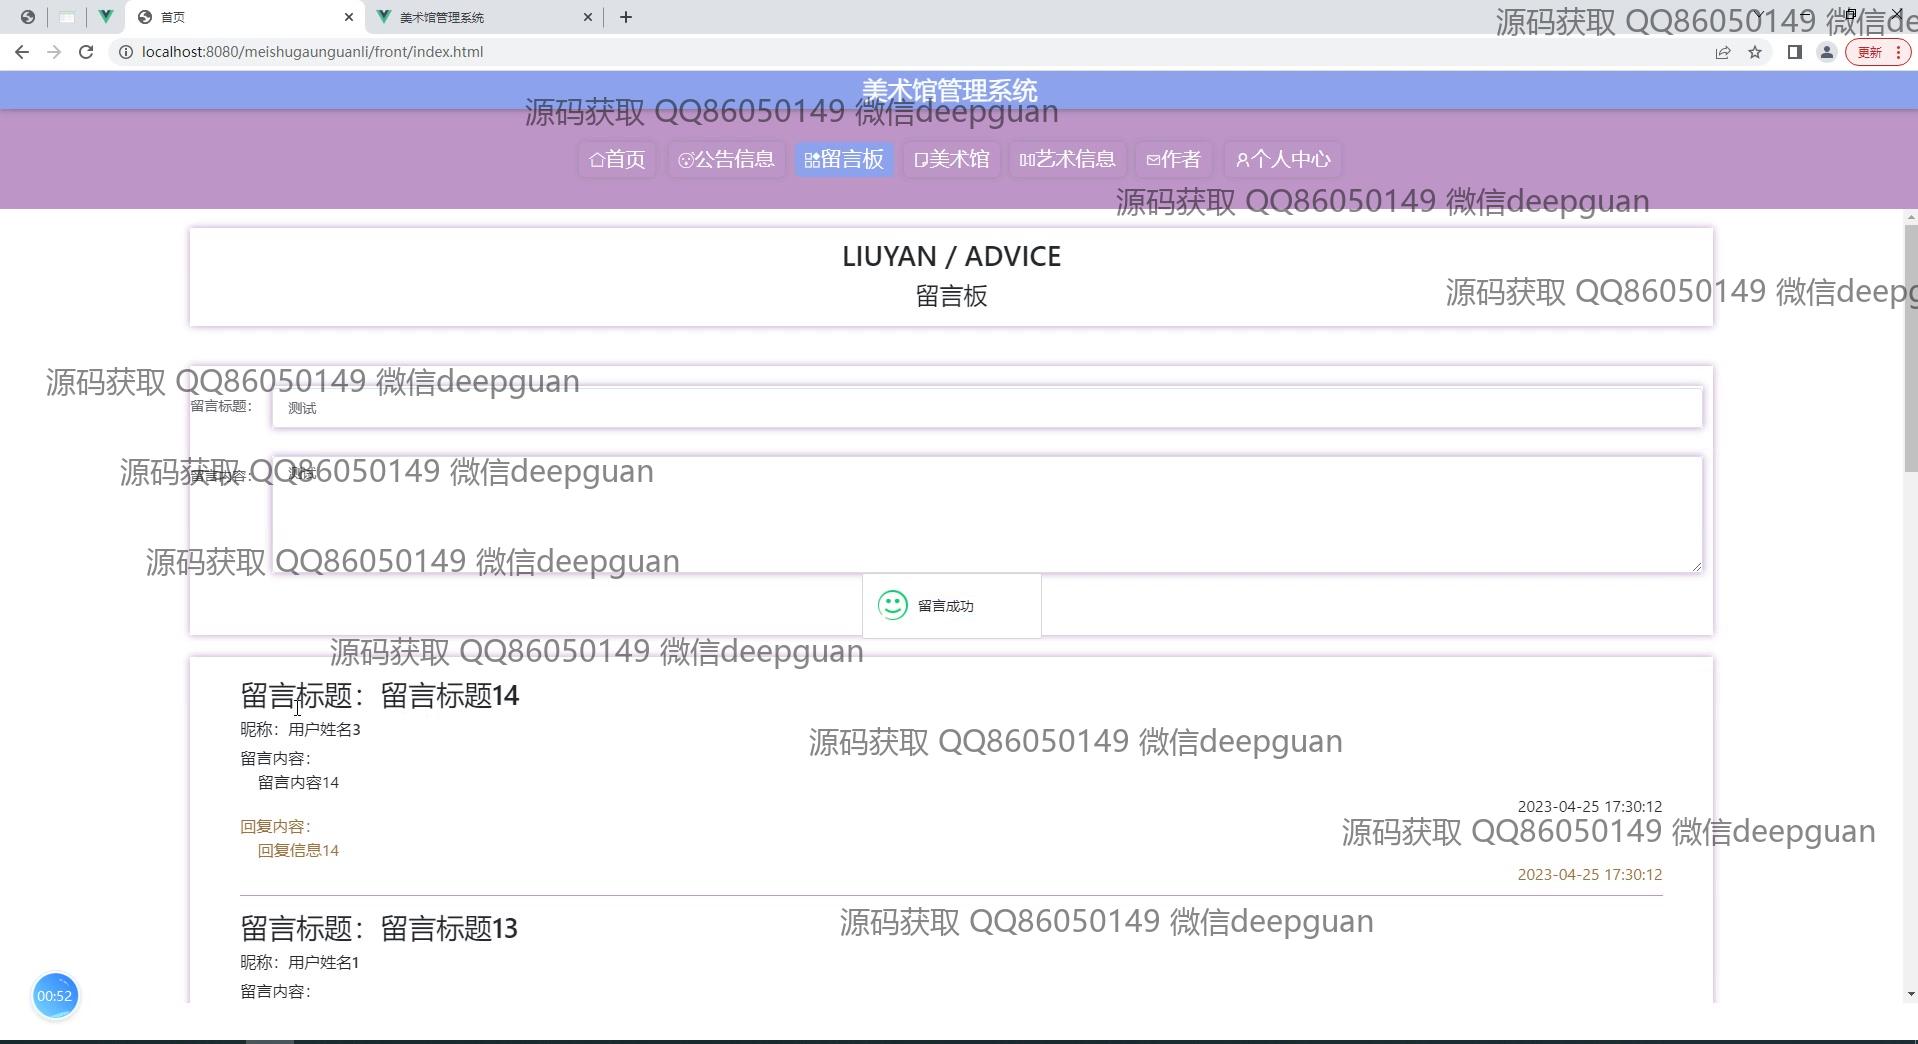 首页
美术馆管理系统
源码获取 QQ86050149 微信de
localhost:8080/meishugaunguanli/front/index.html
更新
美术馆管理系统
源码获取 QQ86050149 微信deepguan
首页 公告信息 留言板 美术馆 艺术信息 作者 个人中心
源码获取 QQ86050149 微信deepguan
LIUYAN / ADVICE
留言板
源码获取 QQ86050149 微信deepg
源码获取 QQ86050149 微信deepguan
留言标题：
测试
源码获取 QQ86050149 微信deepguan
留言内容：
测试
源码获取 QQ86050149 微信deepguan
留言成功
源码获取 QQ86050149 微信deepguan
留言标题：留言标题14
昵称：用户姓名3
源码获取 QQ86050149 微信deepguan
留言内容：
留言内容14
2023-04-25 17:30:12
回复内容：
源码获取 QQ86050149 微信deepguan
回复信息14
2023-04-25 17:30:12
留言标题：留言标题13
源码获取 QQ86050149 微信deepguan
昵称：用户姓名1
留言内容：
00:52